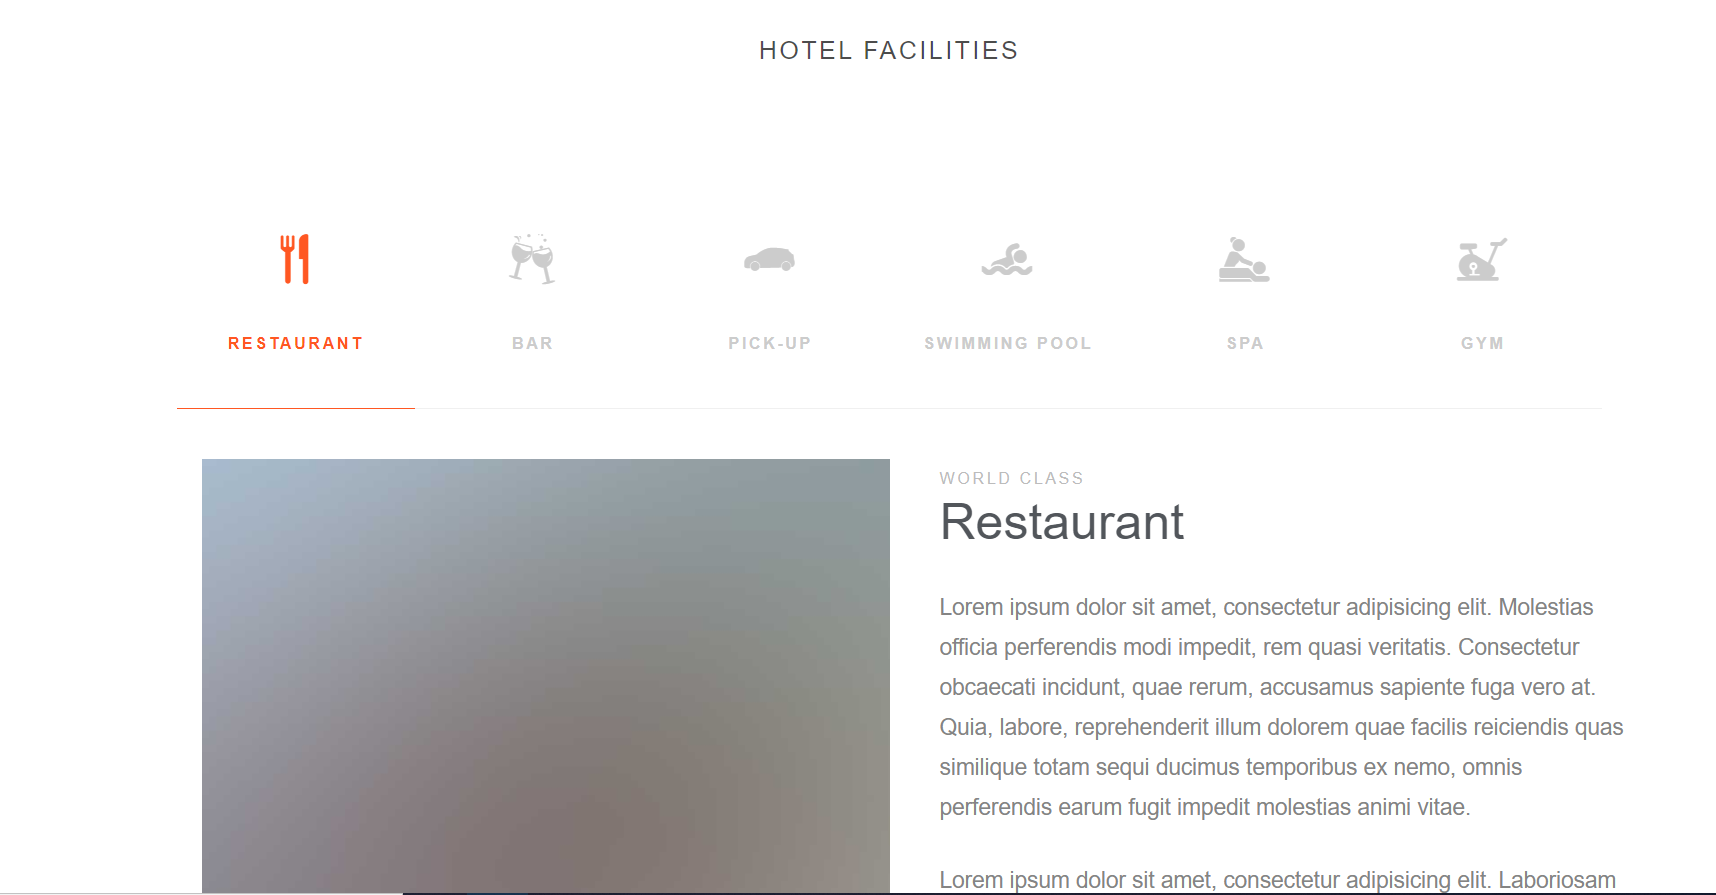 HOTEL FACILITIES
RESTAURANT
BAR
PICK-UP
SWIMMING POOL
SPA
GYM
WORLD CLASS
Restaurant
Lorem ipsum dolor sit amet, consectetur adipisicing elit. Molestias
officia perferendis modi impedit, rem quasi veritatis. Consectetur
obcaecati incidunt, quae rerum, accusamus sapiente fuga vero at.
Quia, labore, reprehenderit illum dolorem quae facilis reiciendis quas
similique totam sequi ducimus temporibus ex nemo, omnis
perferendis earum fugit impedit molestias animi vitae.
Lorem ipsum dolor sit amet, consectetur adipisicing elit. Laboriosam